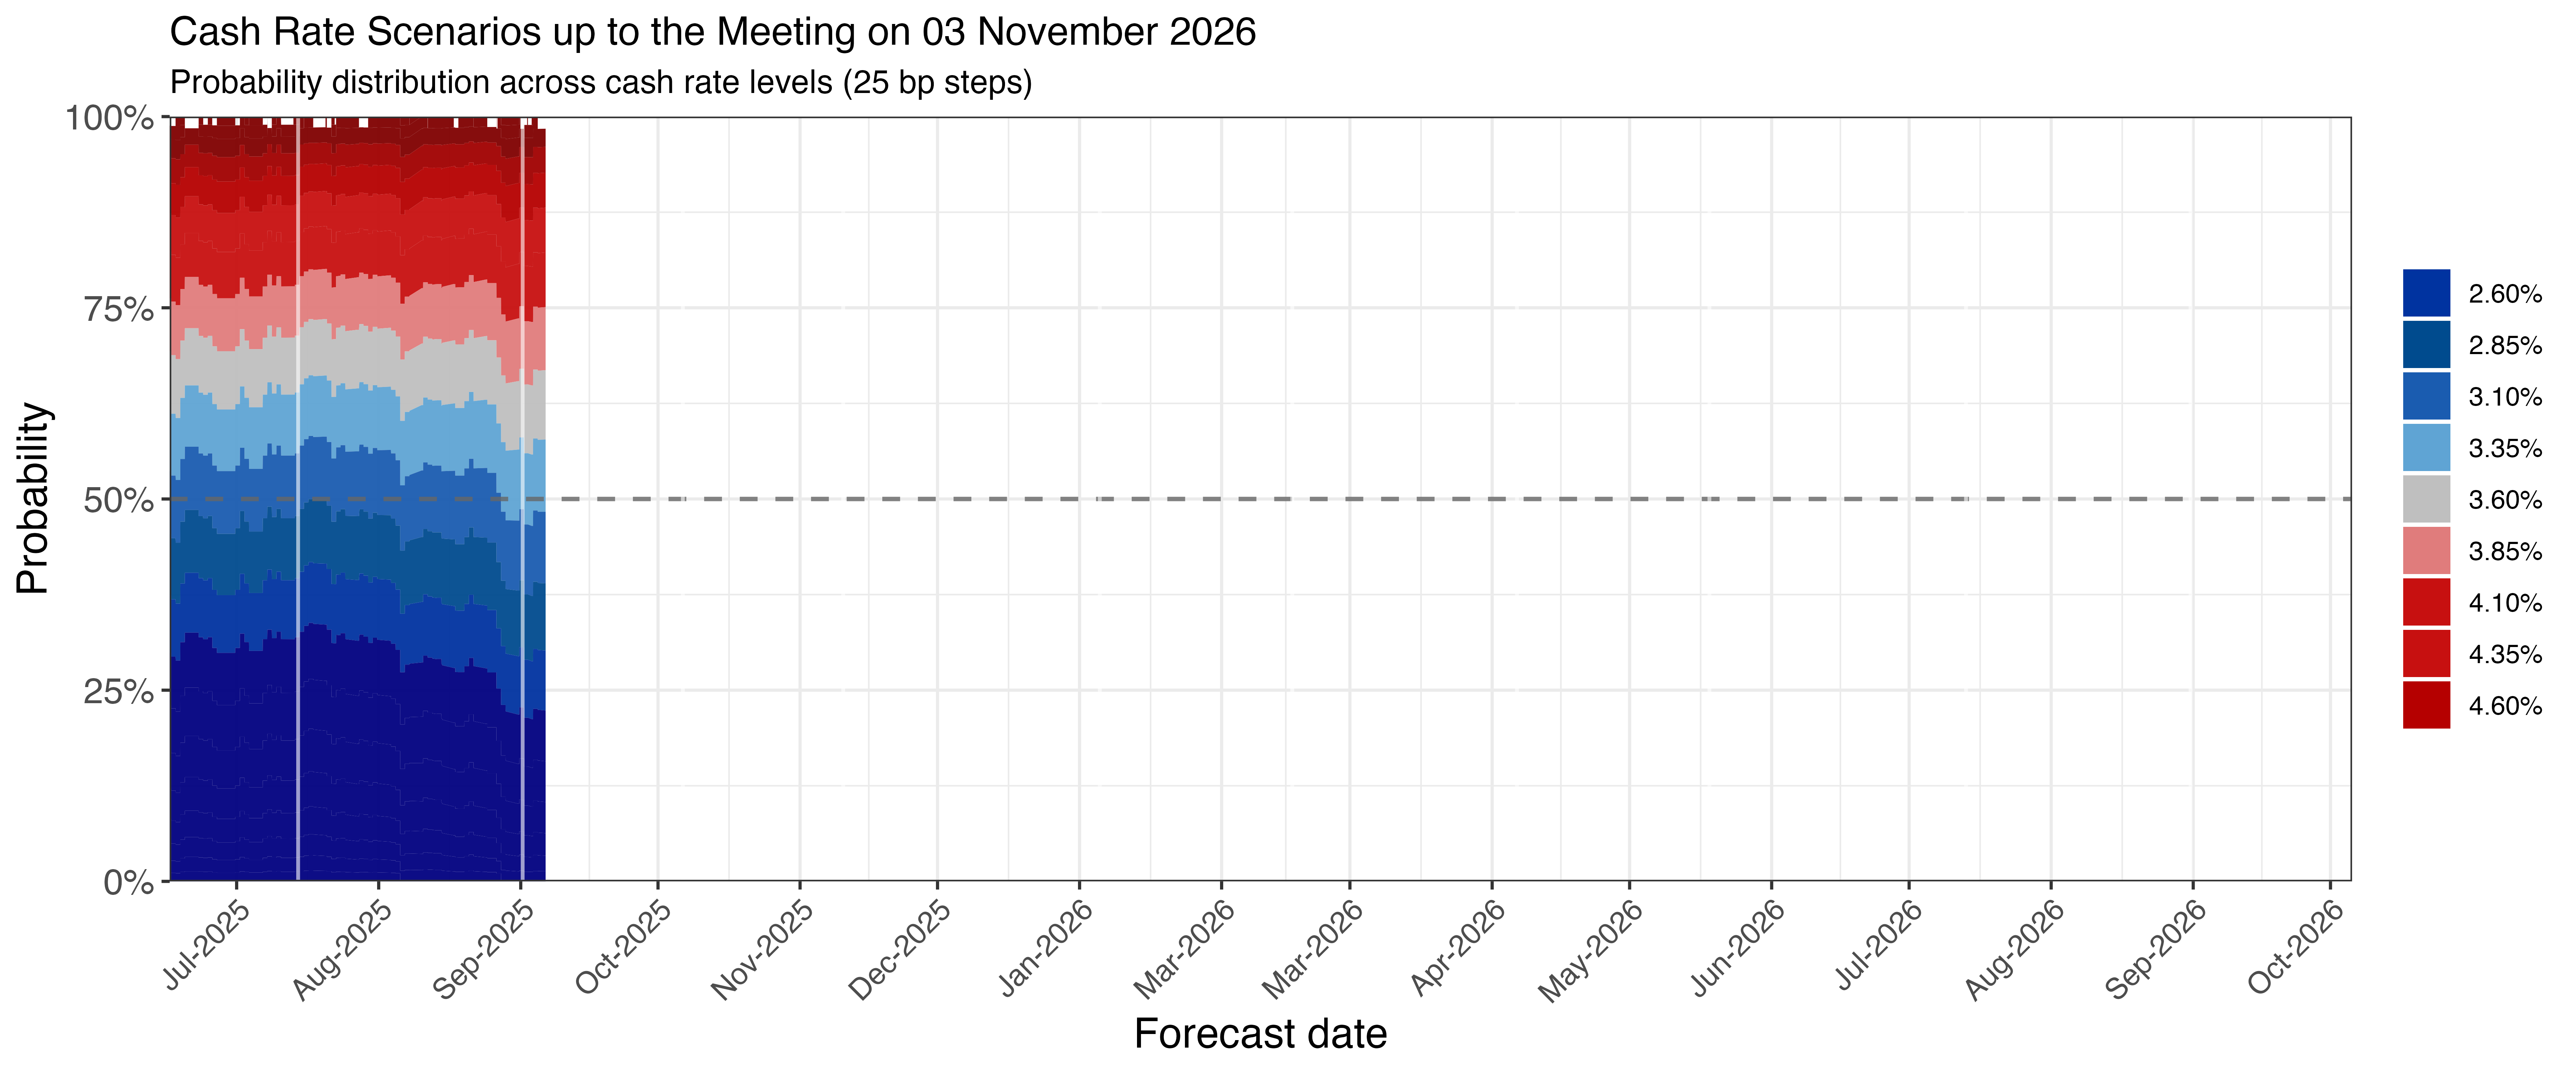 Cash Rate Scenarios up to the Meeting on 03 November 2026
Probability distribution across cash rate levels (25 bp steps)
100%
75%
50%
25%
0%
Probability
Jul-2025
Aug-2025
Sep-2025
Oct-2025
Nov-2025
Dec-2025
Jan-2026
Mar-2026
Mar-2026
Apr-2026
May-2026
Jun-2026
Jul-2026
Aug-2026
Sep-2026
Oct-2026
Forecast date
2.60%
2.85%
3.10%
3.35%
3.60%
3.85%
4.10%
4.35%
4.60%